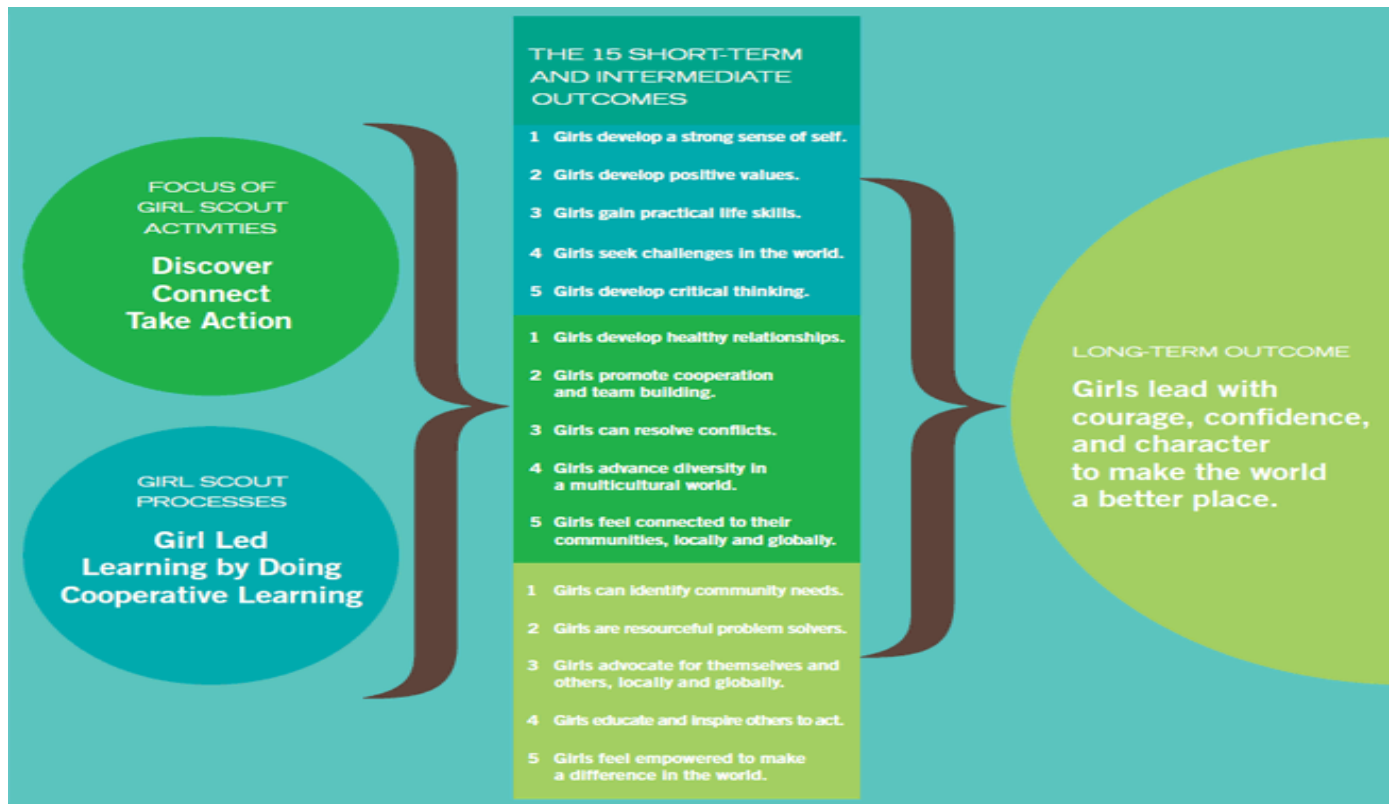 FOCUS OF
GIRL SCOUT
ACTIVITIES
Discover
Connect
Take Action
GIRL SCOUT
PROCESSES
Girl Led
Learning by Doing
Cooperative Learning
THE 15 SHORT-TERM
AND INTERMEDIATE
OUTCOMES
1 Girls develop a strong sense of self.
2 Girls develop positive values.
3 Girls gain practical life skills.
4 Girls seek challenges in the world.
5 Girls develop critical thinking.
1 Girls develop healthy relationships.
2 Girls promote cooperation
and team building.
3 Girls can resolve conflicts.
4 Girls advance diversity in
a multicultural world.
5 Girls feel connected to their
communities, locally and globally.
1 Girls can identify community needs.
2 Girls are resourceful problem solvers.
3 Girls advocate for themselves and
others, locally and globally.
4 Girls educate and inspire others to act.
5 Girls feel empowered to make
a difference in the world.
LONG-TERM OUTCOME
Girls lead with
courage, confidence,
and character
to make the world
a better place.